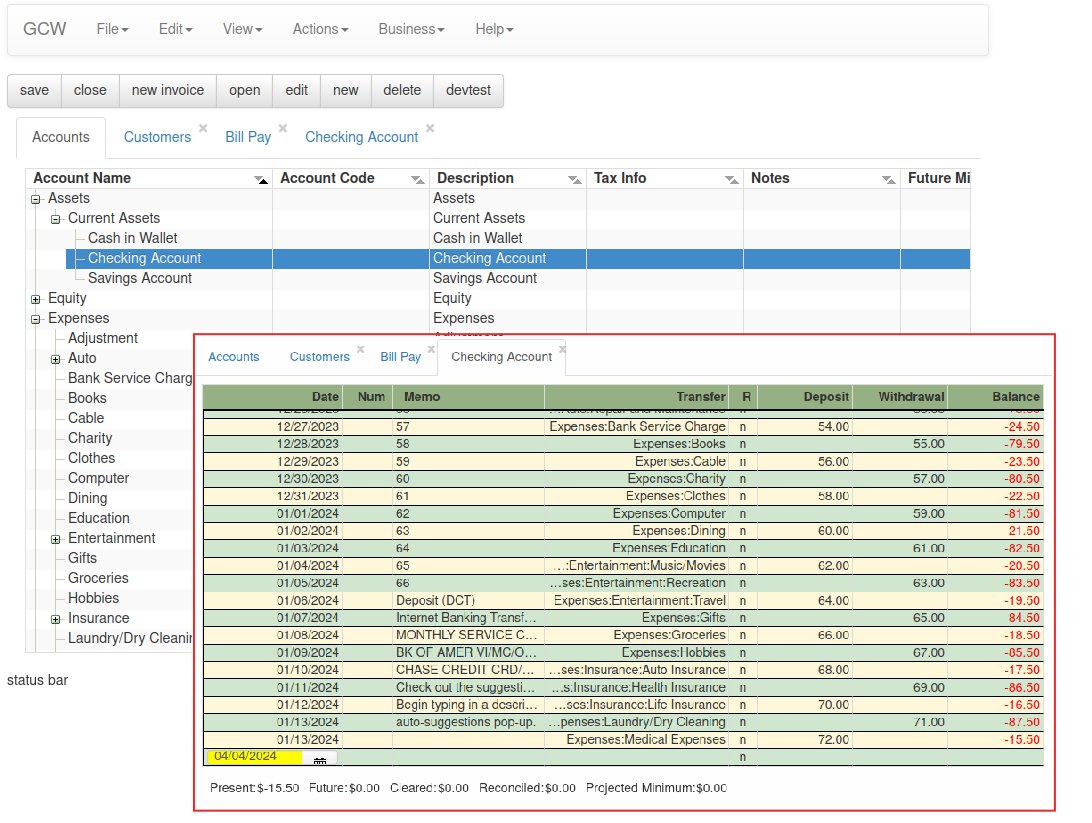 GCW File Edit View Actions Business Help
save close new invoice open edit new delete devtest
Accounts Customers Bill Pay Checking Account
Account Name Account Code Description Tax Info Notes Future Mi
Assets Assets
Current Assets Current Assets
Cash in Wallet Cash in Wallet
Checking Account Checking Account
Savings Account Savings Account
Equity Equity
Expenses Expenses
Adjustment
Auto
Bank Service Charg
Books
Cable
Charity
Clothes
Computer
Dining
Education
Entertainment
Gifts
Groceries
Hobbies
Insurance
Laundry/Dry Cleanin
status bar
Accounts Customers Bill Pay Checking Account
Date Num Memo Transfer R Deposit Withdrawal Balance
12/27/2023 57 Expenses:Bank Service Charge n 54.00 -24.50
12/28/2023 58 Expenses:Books n 55.00 -79.50
12/29/2023 59 Expenses:Cable n 56.00 -23.50
12/30/2023 60 Expenses:Charity n 57.00 -80.50
12/31/2023 61 Expenses:Clothes n 58.00 -22.50
01/01/2024 62 Expenses:Computer n 59.00 -81.50
01/02/2024 63 Expenses:Dining n 60.00 -21.50
01/03/2024 64 Expenses:Education n 61.00 -82.50
01/04/2024 65 ...:Entertainment:Music/Movies n 62.00 -20.50
01/05/2024 66 ...ses:Entertainment:Recreation n 63.00 -83.50
01/06/2024 Deposit (DCT) Expenses:Entertainment:Travel n 64.00 -19.50
01/07/2024 Internet Banking Transf... Expenses:Gifts n 65.00 -84.50
01/08/2024 MONTHLY SERVICE C... Expenses:Groceries n 66.00 -18.50
01/09/2024 BK OF AMER VI/MC/O... Expenses:Hobbies n 67.00 -85.50
01/10/2024 CHASE CREDIT CRD/... ...ses:Insurance:Auto Insurance n 68.00 -17.50
01/11/2024 Check out the suggesti... ...s:Insurance:Health Insurance n 69.00 -86.50
01/12/2024 Begin typing in a descri... ...ses:Insurance:Life Insurance n 70.00 -16.50
01/13/2024 auto-suggestions pop-up. ...penses:Laundry/Dry Cleaning n 71.00 -87.50
01/13/2024 Expenses:Medical Expenses n 72.00 -15.50
04/04/2024 n
Present:$-15.50 Future:$0.00 Cleared:$0.00 Reconciled:$0.00 Projected Minimum:$0.00